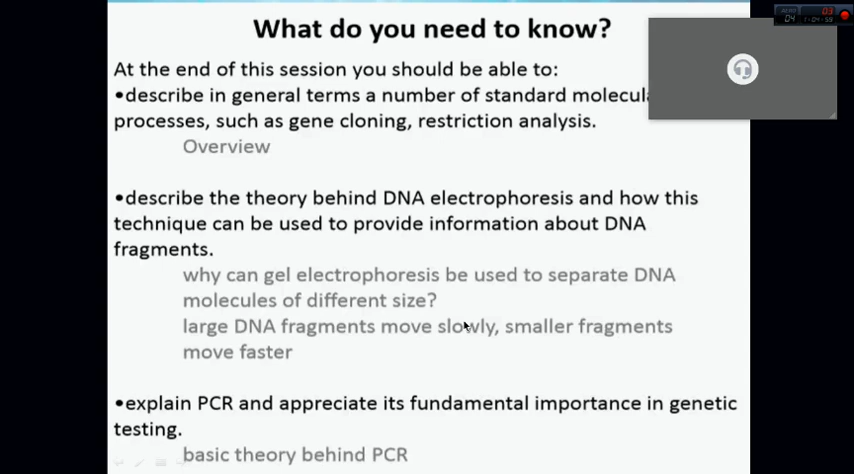 What do you need to know?
At the end of this session you should be able to:
•describe in general terms a number of standard
processes, such as gene cloning, restriction analysis.
Overview
•describe the theory behind DNA electrophoresis and how this
technique can be used to provide information about DNA
fragments.
why can gel electrophoresis be used to separate DNA
molecules of different size?
large DNA fragments move slowly, smaller fragments
move faster
•explain PCR and appreciate its fundamental importance in genetic
testing.
basic theory behind PCR